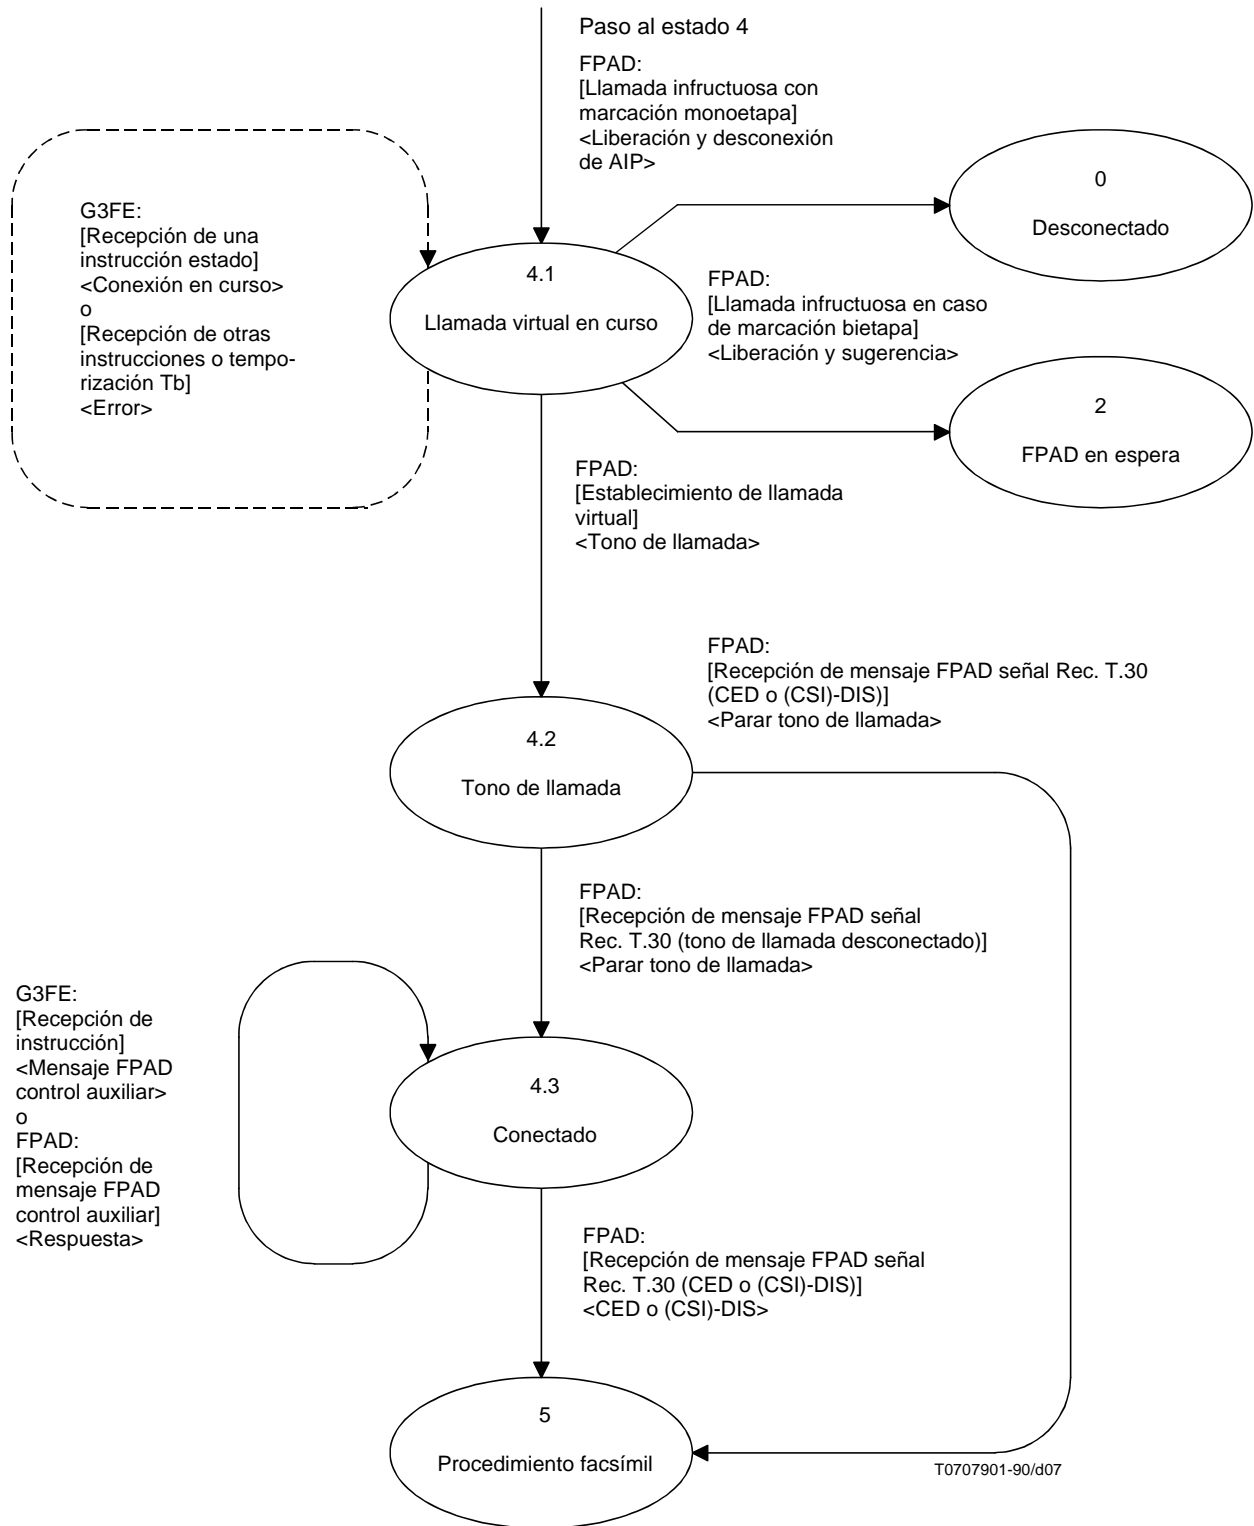 Paso al estado 4
FPAD:
[Llamada infructuosa con
marcación monoetapa]
<Liberación y desconexión
de AIP>
0
Desconectado
G3FE:
[Recepción de una
instrucción estado]
<Conexión en curso>
o
[Recepción de otras
instrucciones o tempo-
rización Tb]
<Error>
4.1
Llamada virtual en curso
FPAD:
[Llamada infructuosa en caso
de marcación bietapa]
<Liberación y sugerencia>
2
FPAD en espera
FPAD:
[Establecimiento de llamada
virtual]
<Tono de llamada>
FPAD:
[Recepción de mensaje FPAD señal Rec. T.30
(CED o (CSI)-DIS)]
<Parar tono de llamada>
4.2
Tono de llamada
FPAD:
[Recepción de mensaje FPAD señal
Rec. T.30 (tono de llamada desconectado)]
<Parar tono de llamada>
G3FE:
[Recepción de
instrucción]
<Mensaje FPAD
control auxiliar>
o
FPAD:
[Recepción de
mensaje FPAD
control auxiliar]
<Respuesta>
4.3
Conectado
FPAD:
[Recepción de mensaje FPAD señal
Rec. T.30 (CED o (CSI)-DIS)]
<CED o (CSI)-DIS>
5
Procedimiento facsímil
T0707901-90/d07